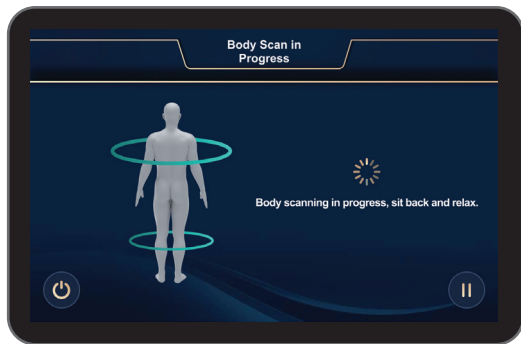 Body Scan in
Progress
Body scanning in progress, sit back and relax.